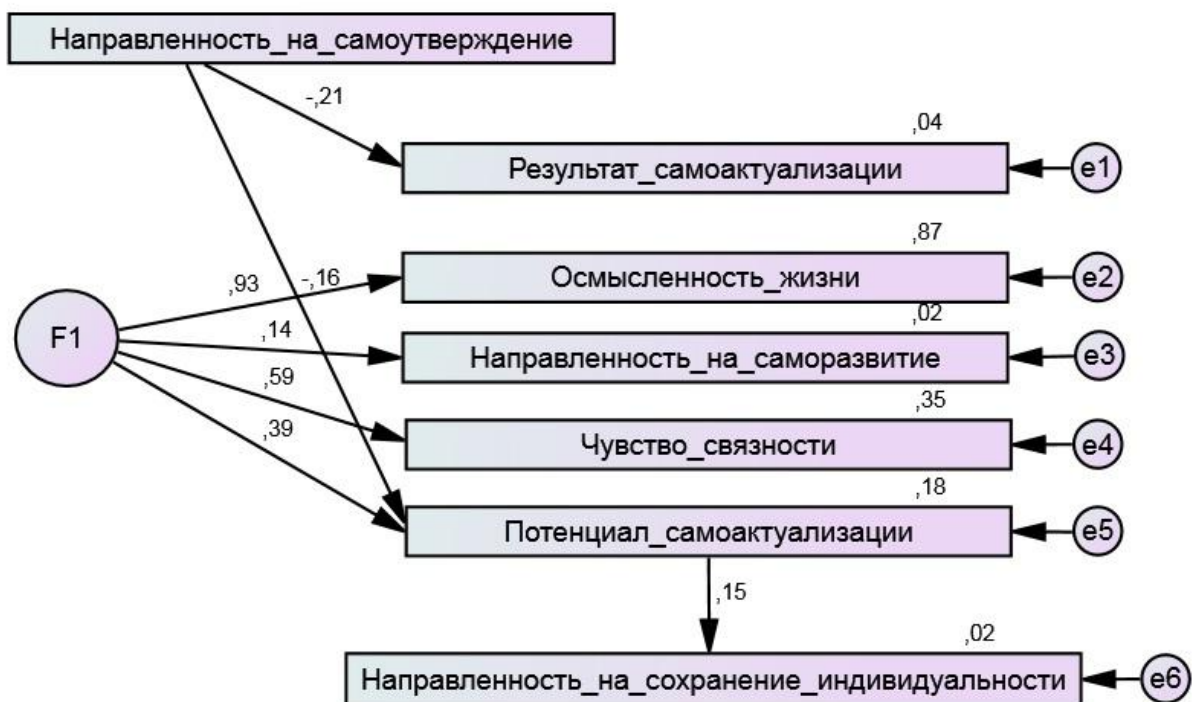 Направленность_на_самоутверждение
-,21
,04
Результат_самоактуализации
e1
,87
Осмысленность_жизни
e2
,93
-,16
F1
,14
,02
Направленность_на_саморазвитие
e3
,59
,35
Чувство_связности
e4
,39
,18
Потенциал_самоактуализации
e5
,15
,02
Направленность_на_сохранение_индивидуальности
e6